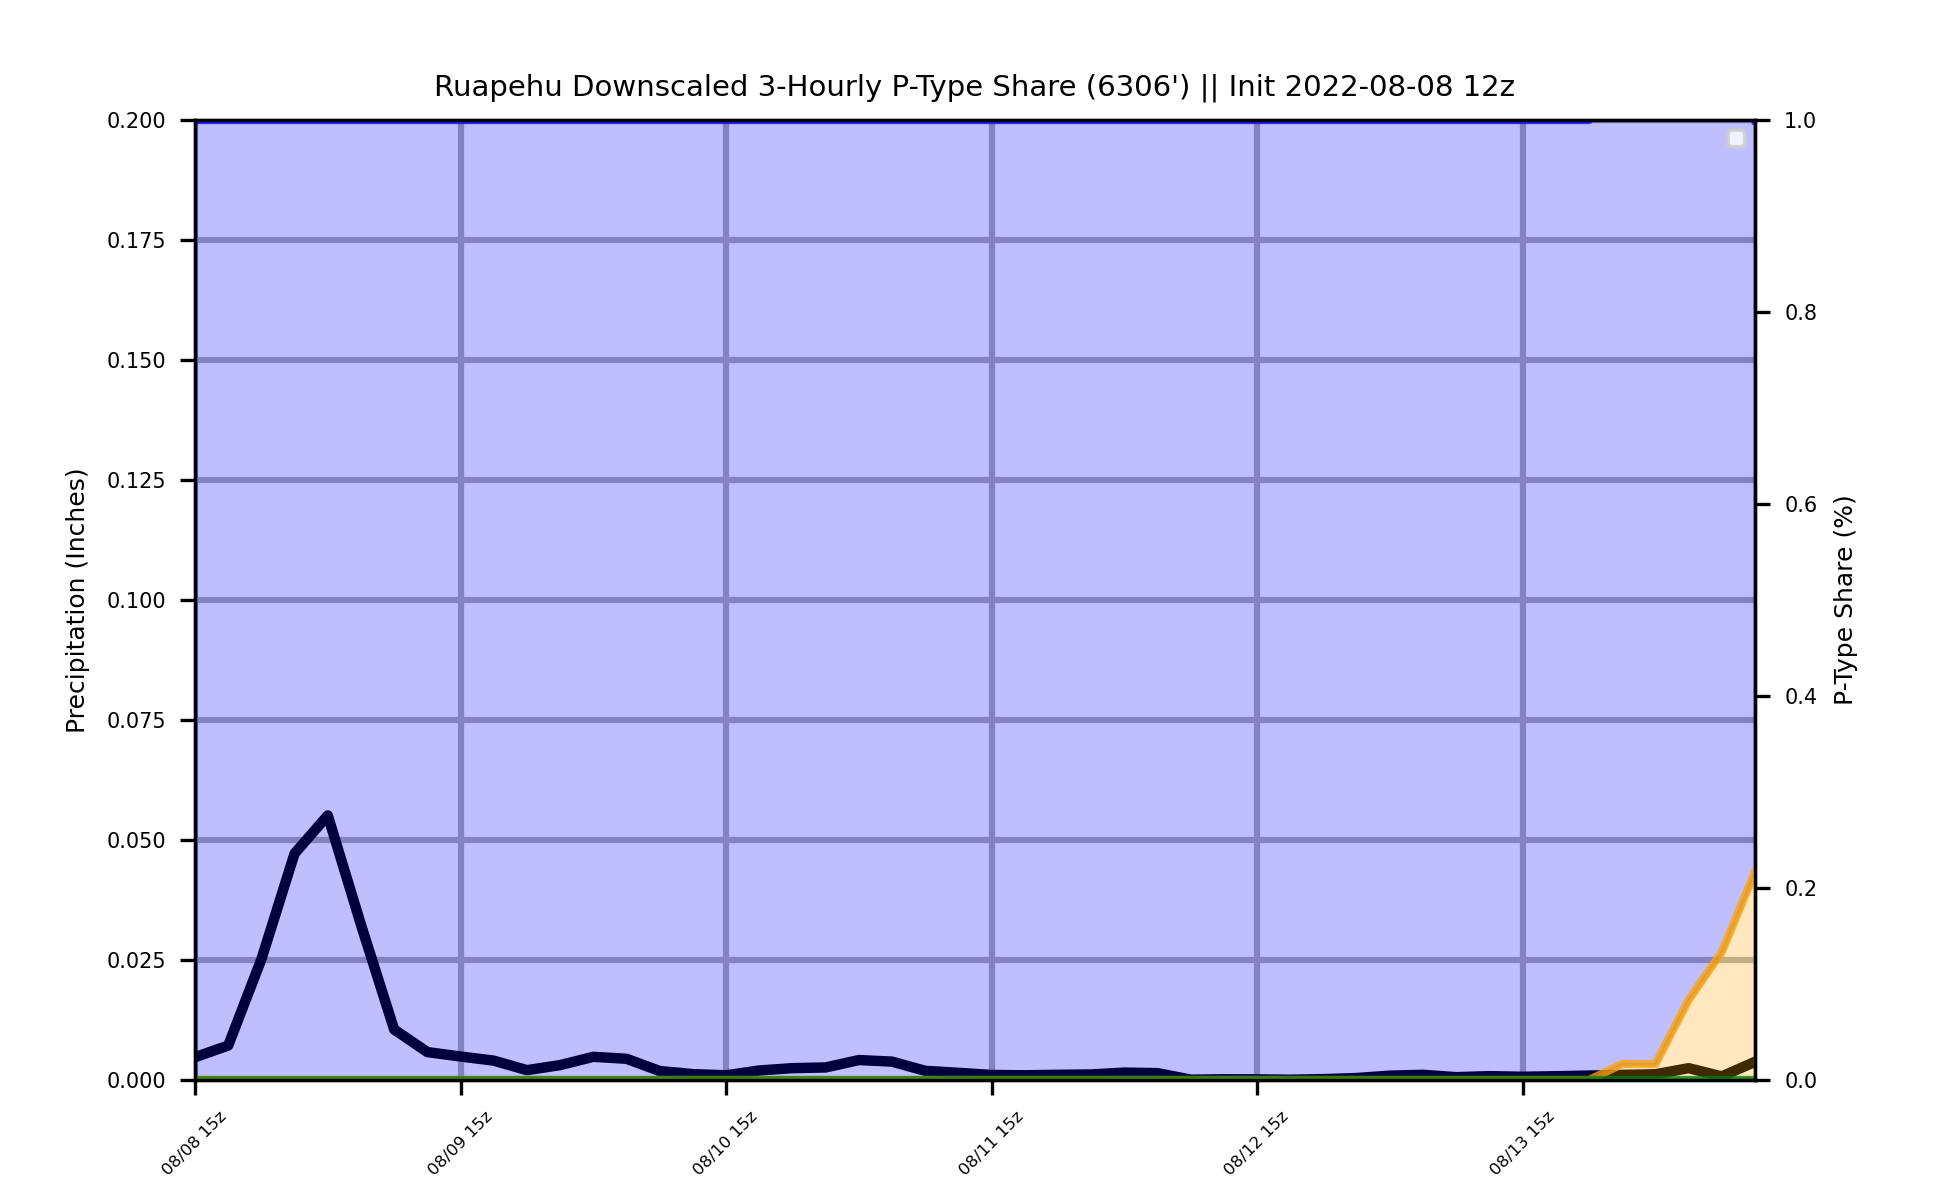 Ruapehu Downscaled 3-Hourly P-Type Share (6306') || Init 2022-08-08 12z
0.200
0.175
0.150
0.125
0.100
0.075
0.050
0.025
0.000
Precipitation (Inches)
1.0
0.8
0.6
0.4
0.2
0.0
P-Type Share (%)
08/08 15z
08/09 15z
08/10 15z
08/11 15z
08/12 15z
08/13 15z